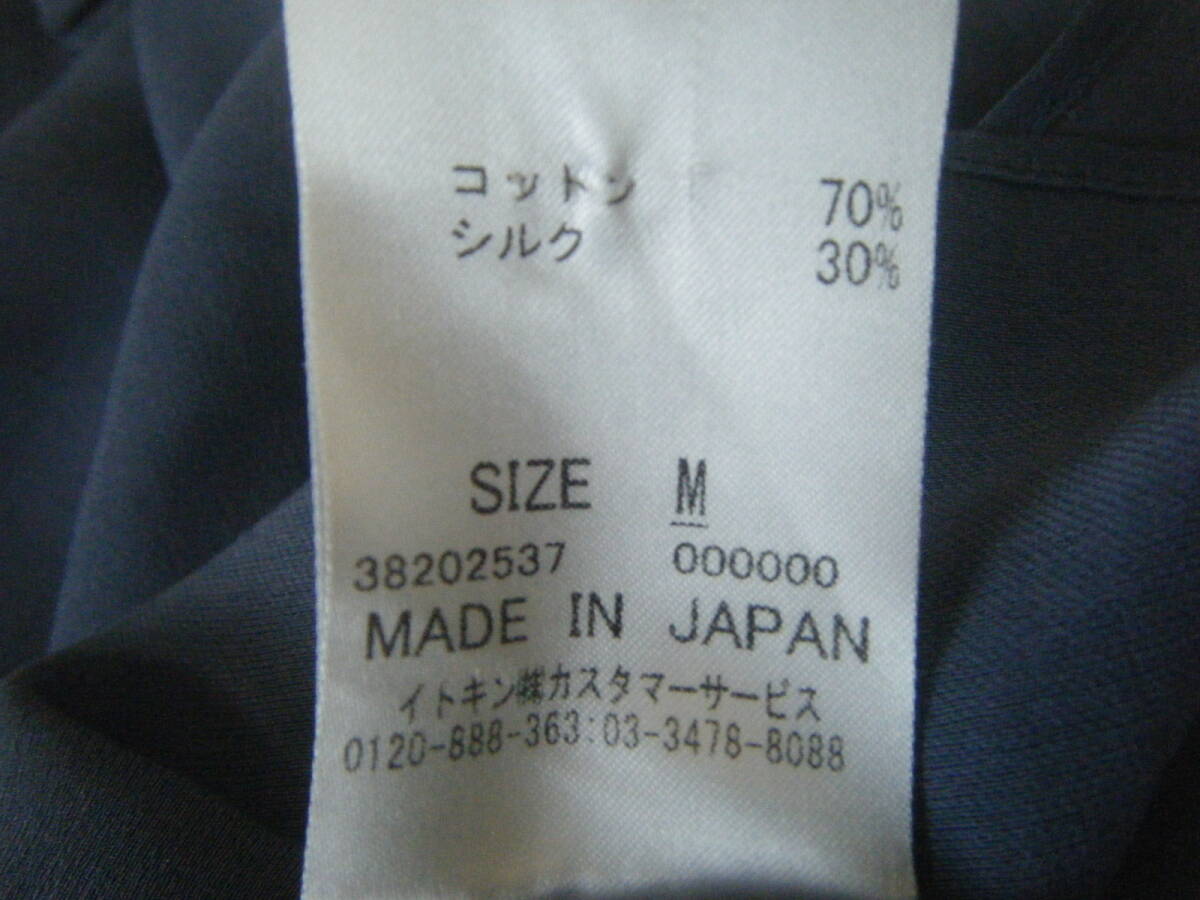 コットン 70%
シルク 30%
SIZE M
38202537 000000
MADE IN JAPAN
イトキン㈱カスタマーサービス
0120-888-363:03-3478-8088